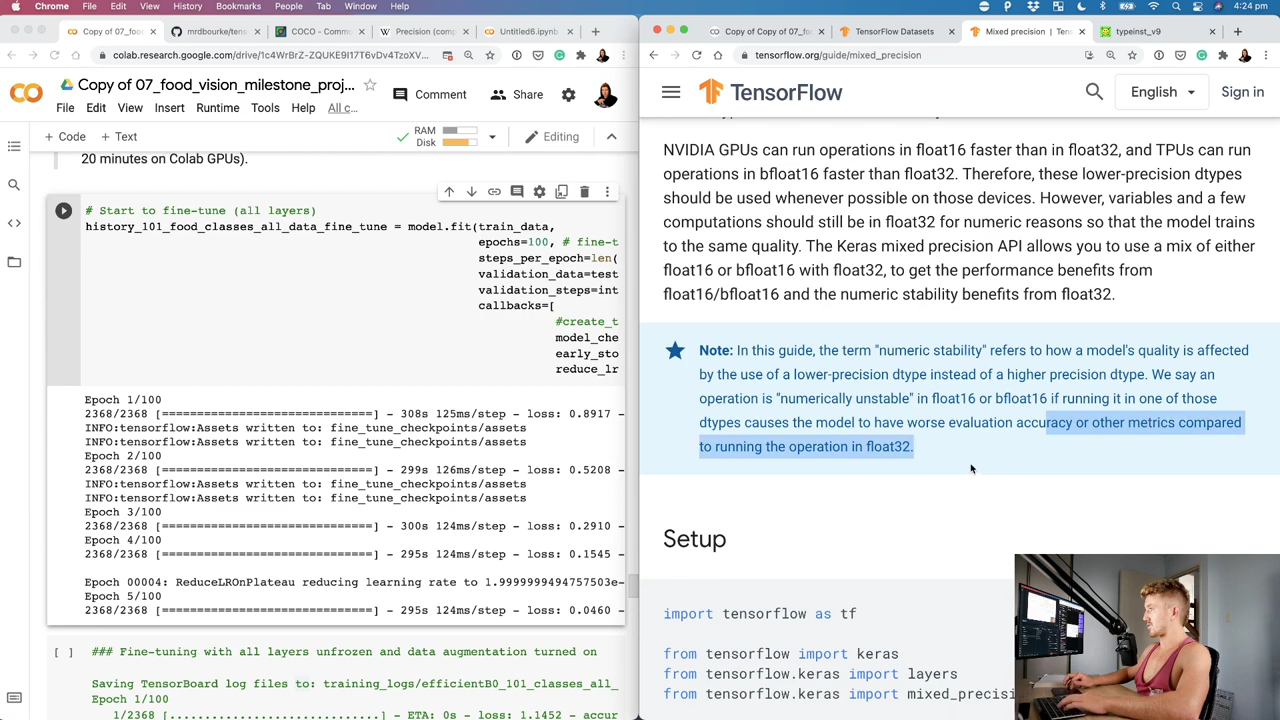 Chrome File Edit View History Bookmarks People Tab Window Help
4:24 pm
Copy of 07_foo
mrdbourke/tens
COCO - Commo
Precision (comp
Untitled6.ipynb
colab.research.google.com/drive/1c4WrBrZ-ZQUKE9I17T6vDv4TzoXV...
Copy of 07_food_vision_milestone_proj...
File Edit View Insert Runtime Tools Help All c...
Comment
Share
+ Code + Text
RAM
Disk
Editing
20 minutes on Colab GPUs).
# Start to fine-tune (all layers)
history_101_food_classes_all_data_fine_tune = model.fit(train_data,
epochs=100, # fine-t
steps_per_epoch=len(
validation_data=test
validation_steps=int
callbacks=[
#create_t
model_che
early_sto
reduce_lr
Epoch 1/100
2368/2368 [==============================] - 308s 125ms/step - loss: 0.8917 -
INFO:tensorflow:Assets written to: fine_tune_checkpoints/assets
INFO:tensorflow:Assets written to: fine_tune_checkpoints/assets
Epoch 2/100
2368/2368 [==============================] - 299s 126ms/step - loss: 0.5208 -
INFO:tensorflow:Assets written to: fine_tune_checkpoints/assets
INFO:tensorflow:Assets written to: fine_tune_checkpoints/assets
Epoch 3/100
2368/2368 [==============================] - 300s 124ms/step - loss: 0.2910 -
Epoch 4/100
2368/2368 [==============================] - 295s 124ms/step - loss: 0.1545 -
Epoch 00004: ReduceLROnPlateau reducing learning rate to 1.9999999494757503e-
Epoch 5/100
2368/2368 [==============================] - 295s 124ms/step - loss: 0.0460 -
[ ] ### Fine-tuning with all layers unfrozen and data augmentation turned on
Saving TensorBoard log files to: training_logs/efficientB0_101_classes_all_
Epoch 1/100
1/2368 [..............................] - ETA: 0s - loss: 1.1452 - accur
Copy of Copy of 07_food
TensorFlow Datasets
Mixed precision | Tens
typeinst_v9
tensorflow.org/guide/mixed_precision
TensorFlow
English
Sign in
NVIDIA GPUs can run operations in float16 faster than in float32, and TPUs can run
operations in bfloat16 faster than float32. Therefore, these lower-precision dtypes
should be used whenever possible on those devices. However, variables and a few
computations should still be in float32 for numeric reasons so that the model trains
to the same quality. The Keras mixed precision API allows you to use a mix of either
float16 or bfloat16 with float32, to get the performance benefits from
float16/bfloat16 and the numeric stability benefits from float32.
Note: In this guide, the term "numeric stability" refers to how a model's quality is affected
by the use of a lower-precision dtype instead of a higher precision dtype. We say an
operation is "numerically unstable" in float16 or bfloat16 if running it in one of those
dtypes causes the model to have worse evaluation accuracy or other metrics compared
to running the operation in float32.
Setup
import tensorflow as tf
from tensorflow import keras
from tensorflow.keras import layers
from tensorflow.keras import mixed_precisi